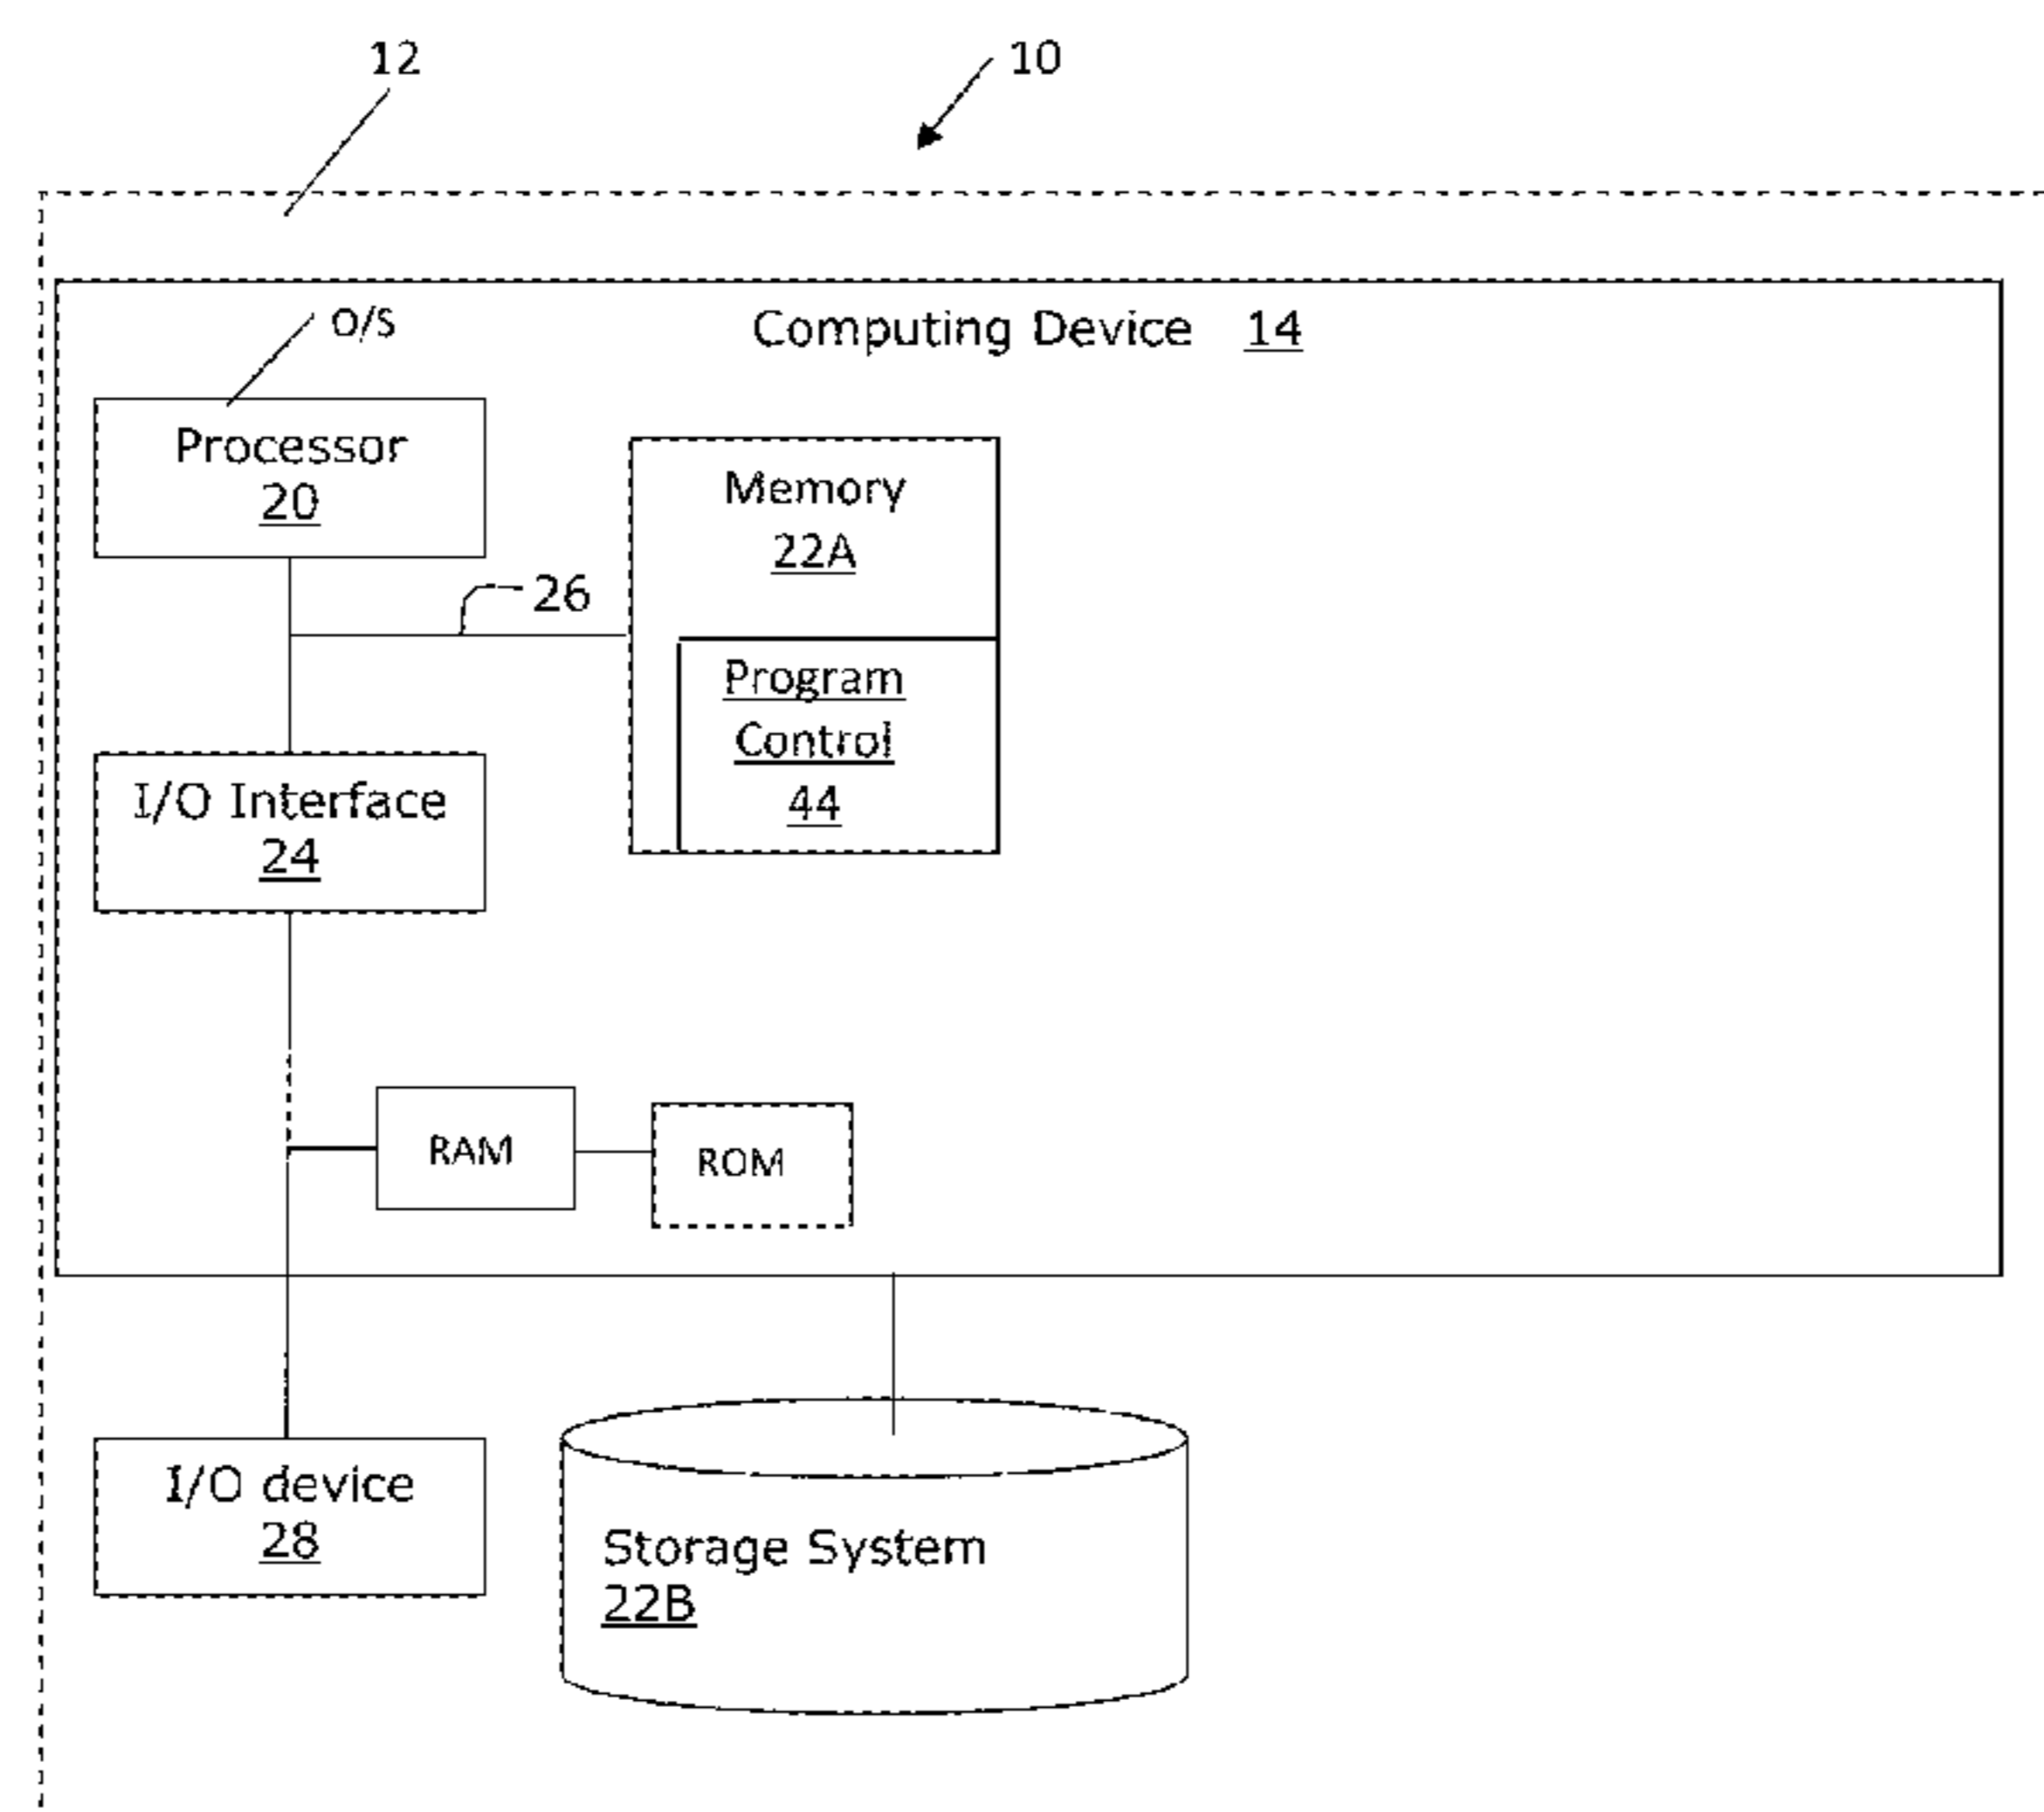 12
10
Computing Device 14
O/S
Processor
20
Memory
22A
26
Program
Control
44
I/O Interface
24
RAM
ROM
I/O device
28
Storage System
22B